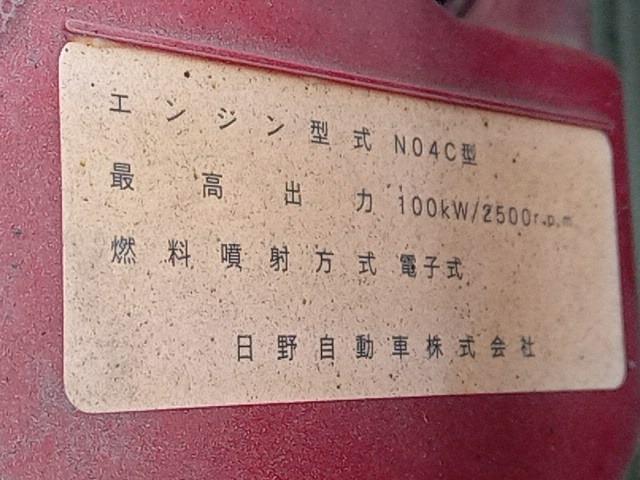 エンジン型式 N04C型
最高出力 100kW/2500r.p.m
燃料噴射方式 電子式
日野自動車株式会社